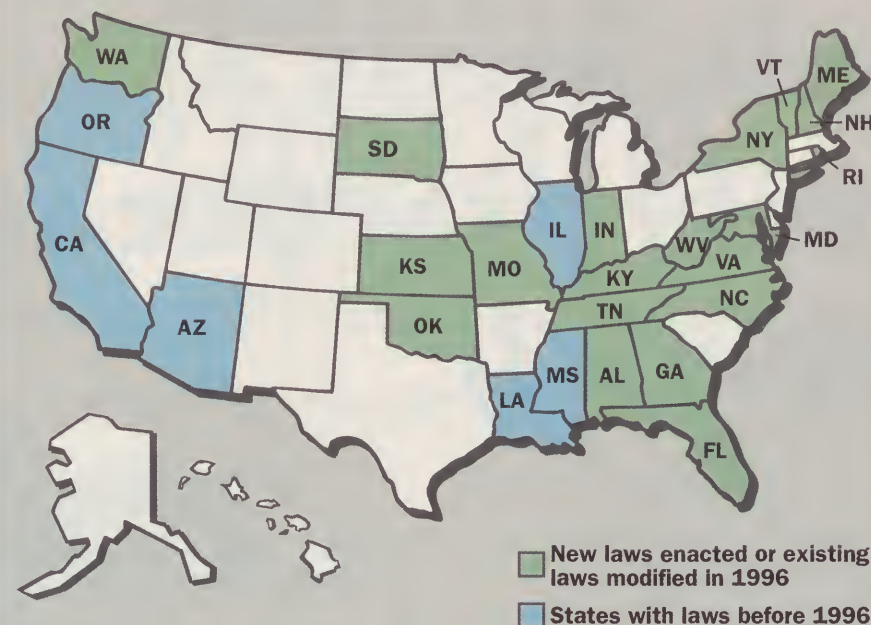 WA
OR
CA
AZ
SD
KS
OK
MO
IL
IN
KY
TN
MS
LA
AL
GA
FL
NC
VA
WV
MD
NY
VT
ME
NH
RI
New laws enacted or existing
laws modified in 1996
States with laws before 1996